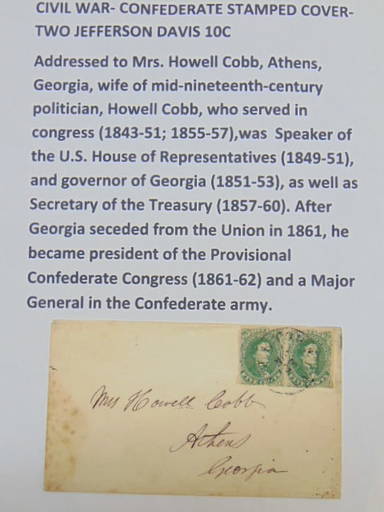 CIVIL WAR- CONFEDERATE STAMPED COVER-
TWO JEFFERSON DAVIS 10C
Addressed to Mrs. Howell Cobb, Athens,
Georgia, wife of mid-nineteenth-century
politician, Howell Cobb, who served in
congress (1843-51; 1855-57),was Speaker of
the U.S. House of Representatives (1849-51),
and governor of Georgia (1851-53), as well as
Secretary of the Treasury (1857-60). After
Georgia seceded from the Union in 1861, he
became president of the Provisional
Confederate Congress (1861-62) and a Major
General in the Confederate army.
Mrs Howell Cobb
Athens
Georgia